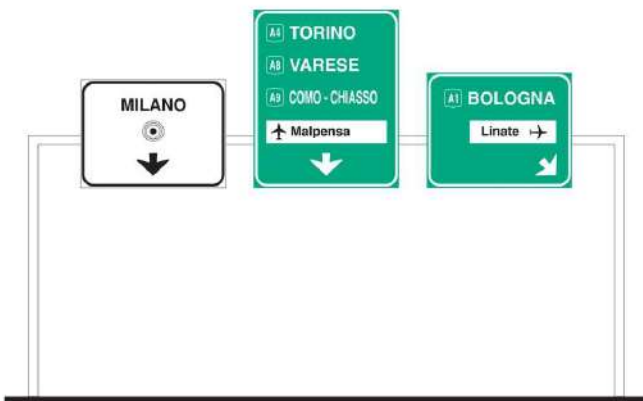 MILANO
A4 TORINO
A8 VARESE
A9 COMO - CHIASSO
Malpensa
A1 BOLOGNA
Linate